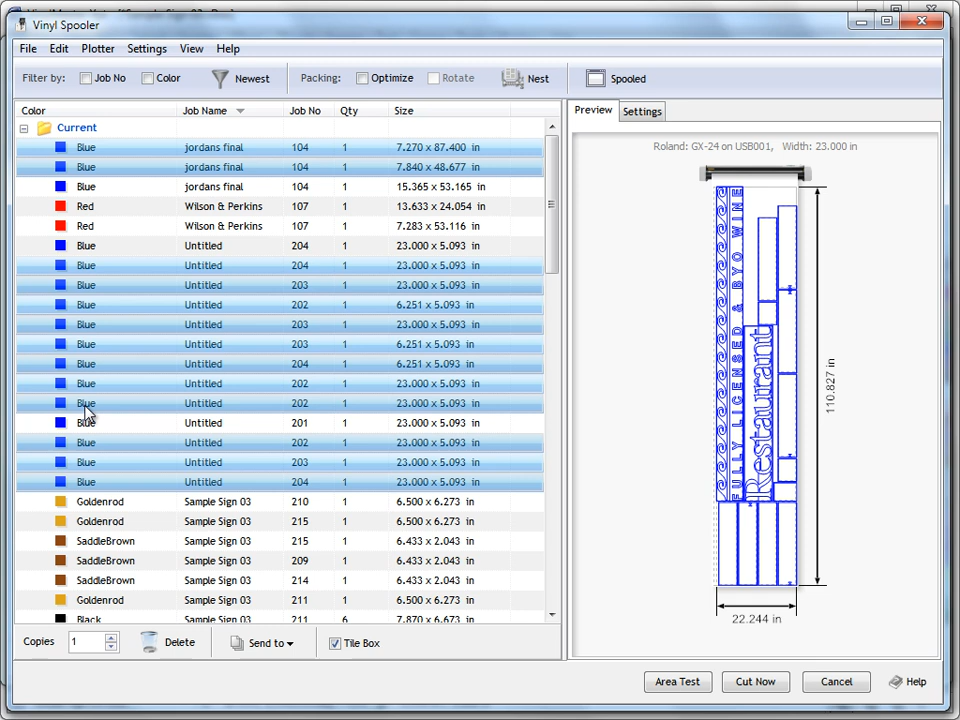 Vinyl Spooler
File Edit Plotter Settings View Help
Filter by: Job No Color Newest Packing: Optimize Rotate Nest Spooled
Color Job Name Job No Qty Size
Current
Blue jordans final 104 1 7.270 x 87.400 in
Blue jordans final 104 1 7.840 x 48.677 in
Blue jordans final 104 1 15.365 x 53.165 in
Red Wilson & Perkins 107 1 13.633 x 24.054 in
Red Wilson & Perkins 107 1 7.283 x 53.116 in
Blue Untitled 204 1 23.000 x 5.093 in
Blue Untitled 204 1 23.000 x 5.093 in
Blue Untitled 203 1 23.000 x 5.093 in
Blue Untitled 202 1 6.251 x 5.093 in
Blue Untitled 203 1 23.000 x 5.093 in
Blue Untitled 203 1 6.251 x 5.093 in
Blue Untitled 204 1 6.251 x 5.093 in
Blue Untitled 202 1 23.000 x 5.093 in
Blue Untitled 202 1 23.000 x 5.093 in
Blue Untitled 201 1 23.000 x 5.093 in
Blue Untitled 202 1 23.000 x 5.093 in
Blue Untitled 203 1 23.000 x 5.093 in
Blue Untitled 204 1 23.000 x 5.093 in
Goldenrod Sample Sign 03 210 1 6.500 x 6.273 in
Goldenrod Sample Sign 03 215 1 6.500 x 6.273 in
SaddleBrown Sample Sign 03 215 1 6.433 x 2.043 in
SaddleBrown Sample Sign 03 209 1 6.433 x 2.043 in
SaddleBrown Sample Sign 03 214 1 6.433 x 2.043 in
Goldenrod Sample Sign 03 211 1 6.500 x 6.273 in
Black Sample Sign 03 211 6 7.870 x 6.673 in
Copies 1 Delete Send to Tile Box
Preview Settings
Roland: GX-24 on USB001, Width: 23.000 in
FULLY LICENSED & BYO WINE
Restaurant
110.827 in
22.244 in
Area Test Cut Now Cancel Help